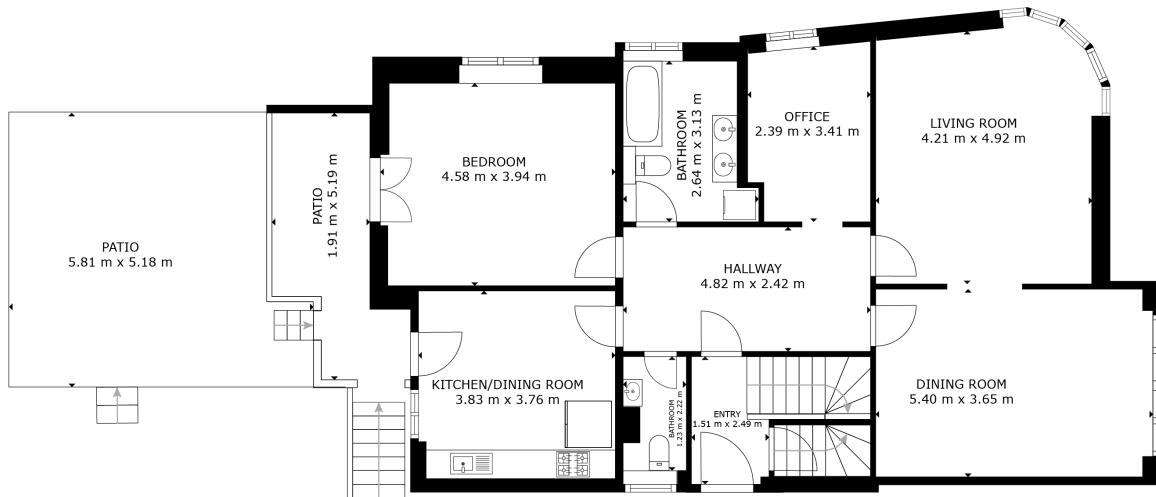 PATIO
5.81 m x 5.18 m
PATIO
1.91 m x 5.19 m
BEDROOM
4.58 m x 3.94 m
BATHROOM
2.64 m x 3.13 m
OFFICE
2.39 m x 3.41 m
LIVING ROOM
4.21 m x 4.92 m
HALLWAY
4.82 m x 2.42 m
KITCHEN/DINING ROOM
3.83 m x 3.76 m
BATHROOM
1.23 m x 2.22 m
ENTRY
1.51 m x 2.49 m
DINING ROOM
5.40 m x 3.65 m